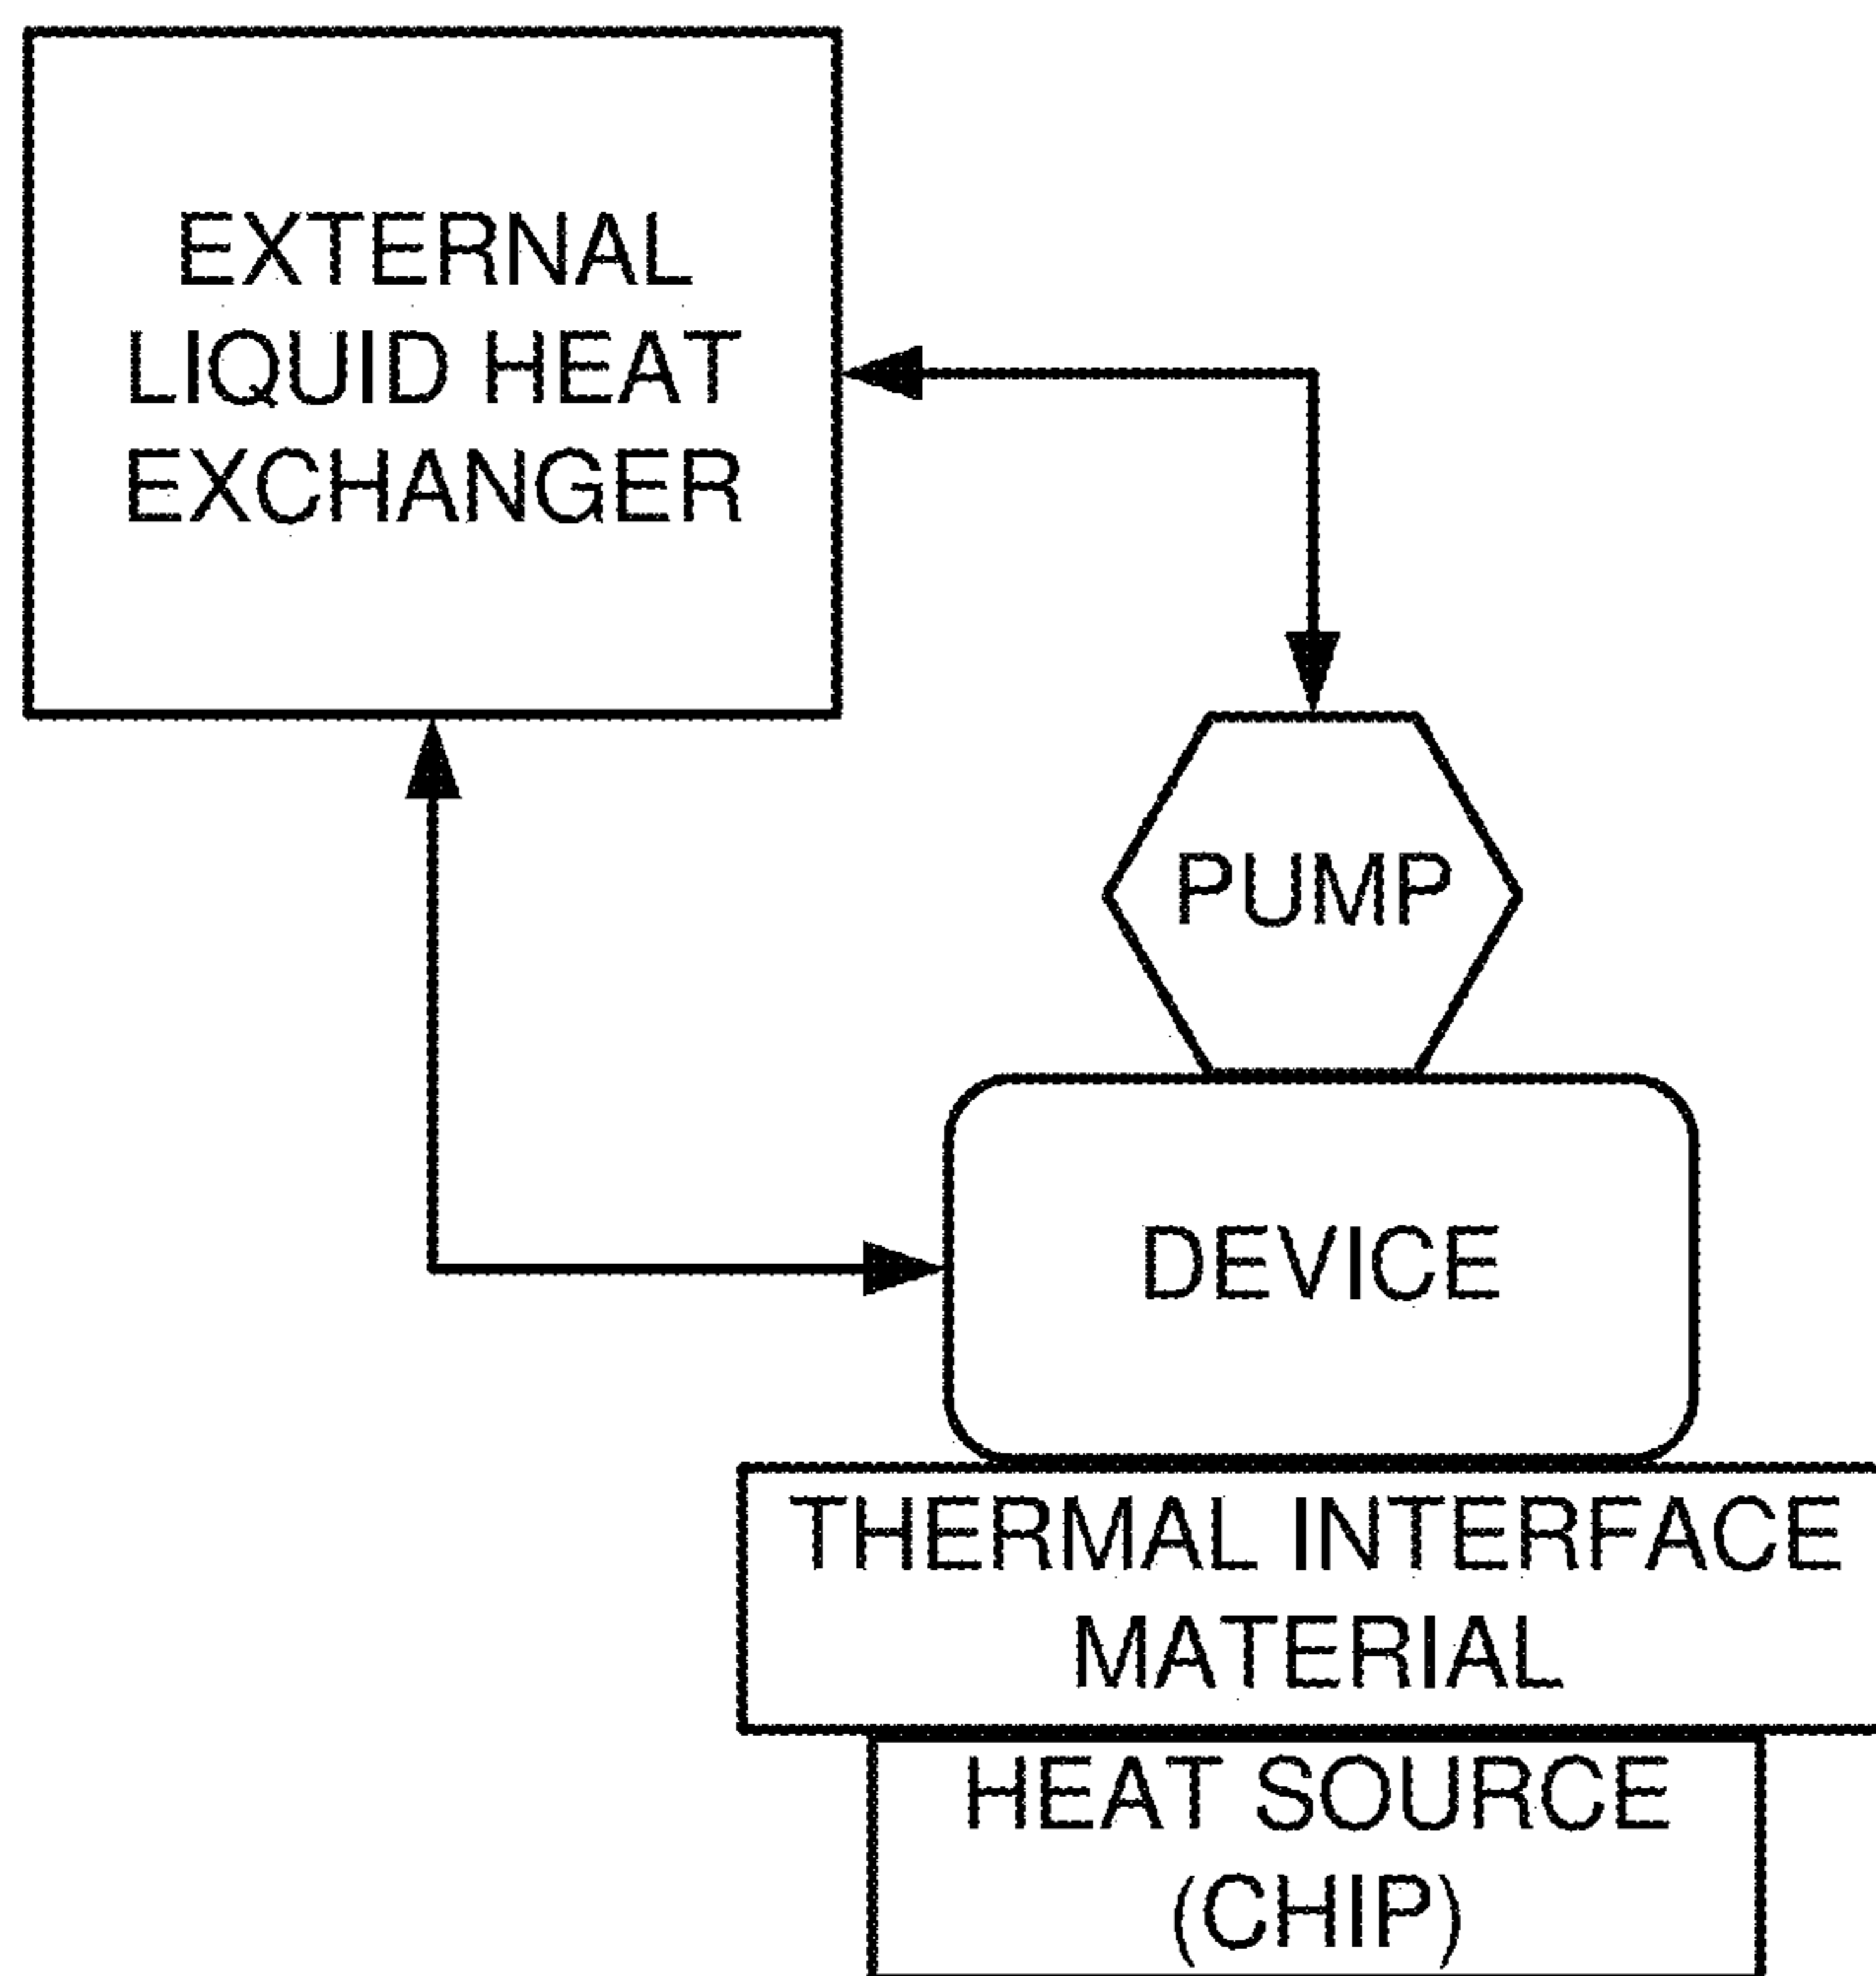 EXTERNAL
LIQUID HEAT
EXCHANGER
PUMP
DEVICE
THERMAL INTERFACE
MATERIAL
HEAT SOURCE
(CHIP)